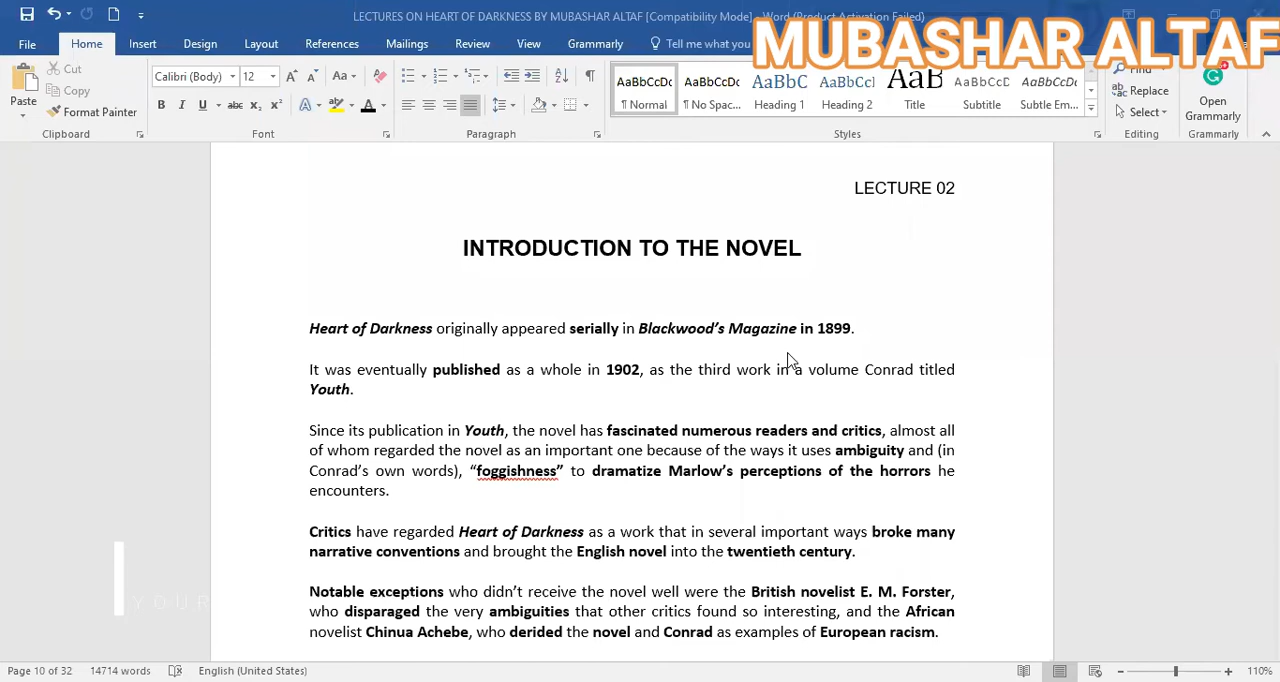 LECTURES ON HEART OF DARKNESS BY MUBASHAR ALTAF [Compatibility Mode] - Word (Product Activation Failed)
MUBASHAR ALTAF
File Home Insert Design Layout References Mailings Review View Grammarly Tell me what you
Cut
Copy
Paste
Format Painter
Calibri (Body) 12
AaBbCcDc AaBbCcDc AaBbC AaBbCcI AaB AaBbCcDc AaBbCcDc
¶ Normal ¶ No Spac... Heading 1 Heading 2 Title Subtitle Subtle Em...
Find
Replace
Select
Open
Grammarly
Clipboard Font Paragraph Styles Editing Grammarly
LECTURE 02
INTRODUCTION TO THE NOVEL
Heart of Darkness originally appeared serially in Blackwood’s Magazine in 1899.
It was eventually published as a whole in 1902, as the third work in a volume Conrad titled
Youth.
Since its publication in Youth, the novel has fascinated numerous readers and critics, almost all
of whom regarded the novel as an important one because of the ways it uses ambiguity and (in
Conrad’s own words), “foggishness” to dramatize Marlow’s perceptions of the horrors he
encounters.
Critics have regarded Heart of Darkness as a work that in several important ways broke many
narrative conventions and brought the English novel into the twentieth century.
Notable exceptions who didn’t receive the novel well were the British novelist E. M. Forster,
who disparaged the very ambiguities that other critics found so interesting, and the African
novelist Chinua Achebe, who derided the novel and Conrad as examples of European racism.
YOUR
Page 10 of 32 14714 words English (United States) 110%